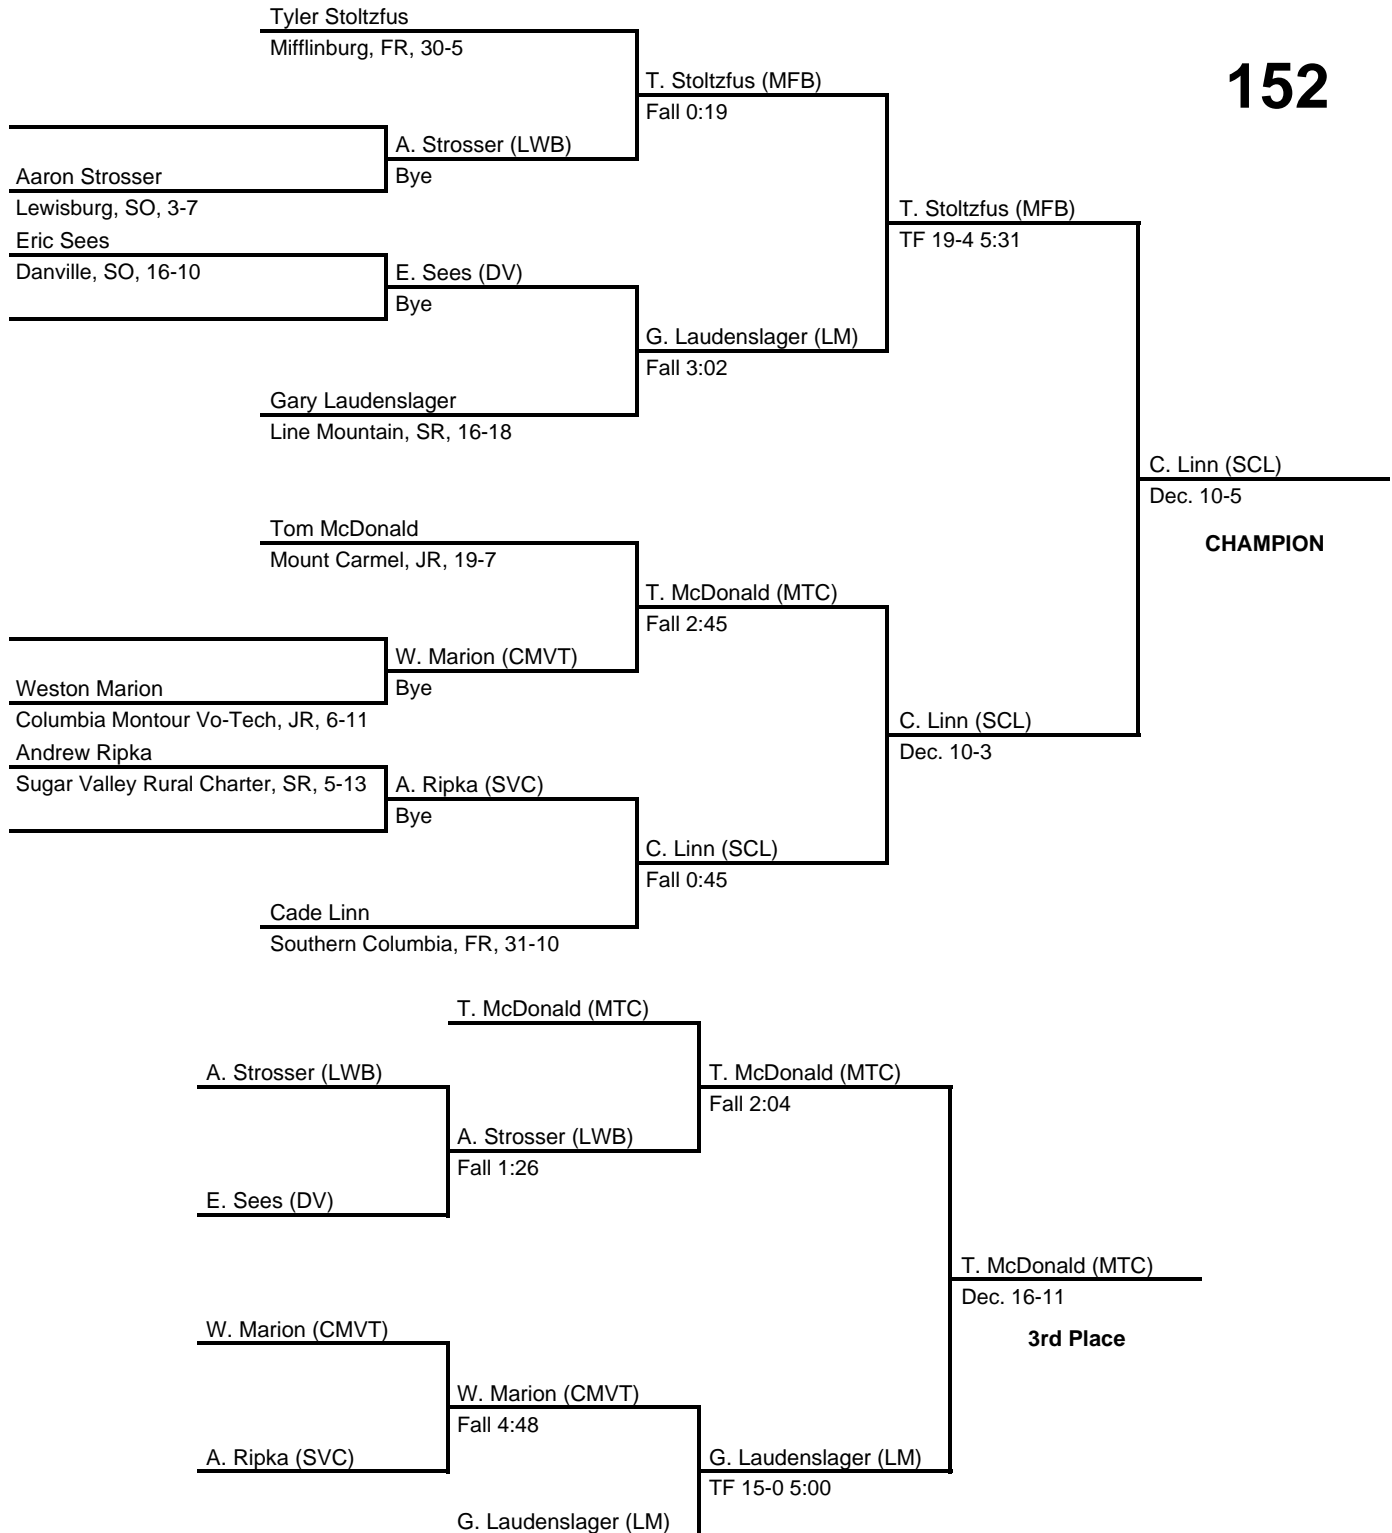 Tyler Stoltzfus
Mifflinburg, FR, 30-5
152
T. Stoltzfus (MFB)
Fall 0:19
A. Strosser (LWB)
Bye
Aaron Strosser
Lewisburg, SO, 3-7
T. Stoltzfus (MFB)
TF 19-4 5:31
Eric Sees
Danville, SO, 16-10
E. Sees (DV)
Bye
G. Laudenslager (LM)
Fall 3:02
Gary Laudenslager
Line Mountain, SR, 16-18
C. Linn (SCL)
Dec. 10-5
CHAMPION
Tom McDonald
Mount Carmel, JR, 19-7
T. McDonald (MTC)
Fall 2:45
W. Marion (CMVT)
Bye
Weston Marion
Columbia Montour Vo-Tech, JR, 6-11
C. Linn (SCL)
Dec. 10-3
Andrew Ripka
Sugar Valley Rural Charter, SR, 5-13
A. Ripka (SVC)
Bye
C. Linn (SCL)
Fall 0:45
Cade Linn
Southern Columbia, FR, 31-10
T. McDonald (MTC)
A. Strosser (LWB)
T. McDonald (MTC)
Fall 2:04
A. Strosser (LWB)
Fall 1:26
E. Sees (DV)
T. McDonald (MTC)
Dec. 16-11
3rd Place
W. Marion (CMVT)
W. Marion (CMVT)
Fall 4:48
A. Ripka (SVC)
G. Laudenslager (LM)
TF 15-0 5:00
G. Laudenslager (LM)